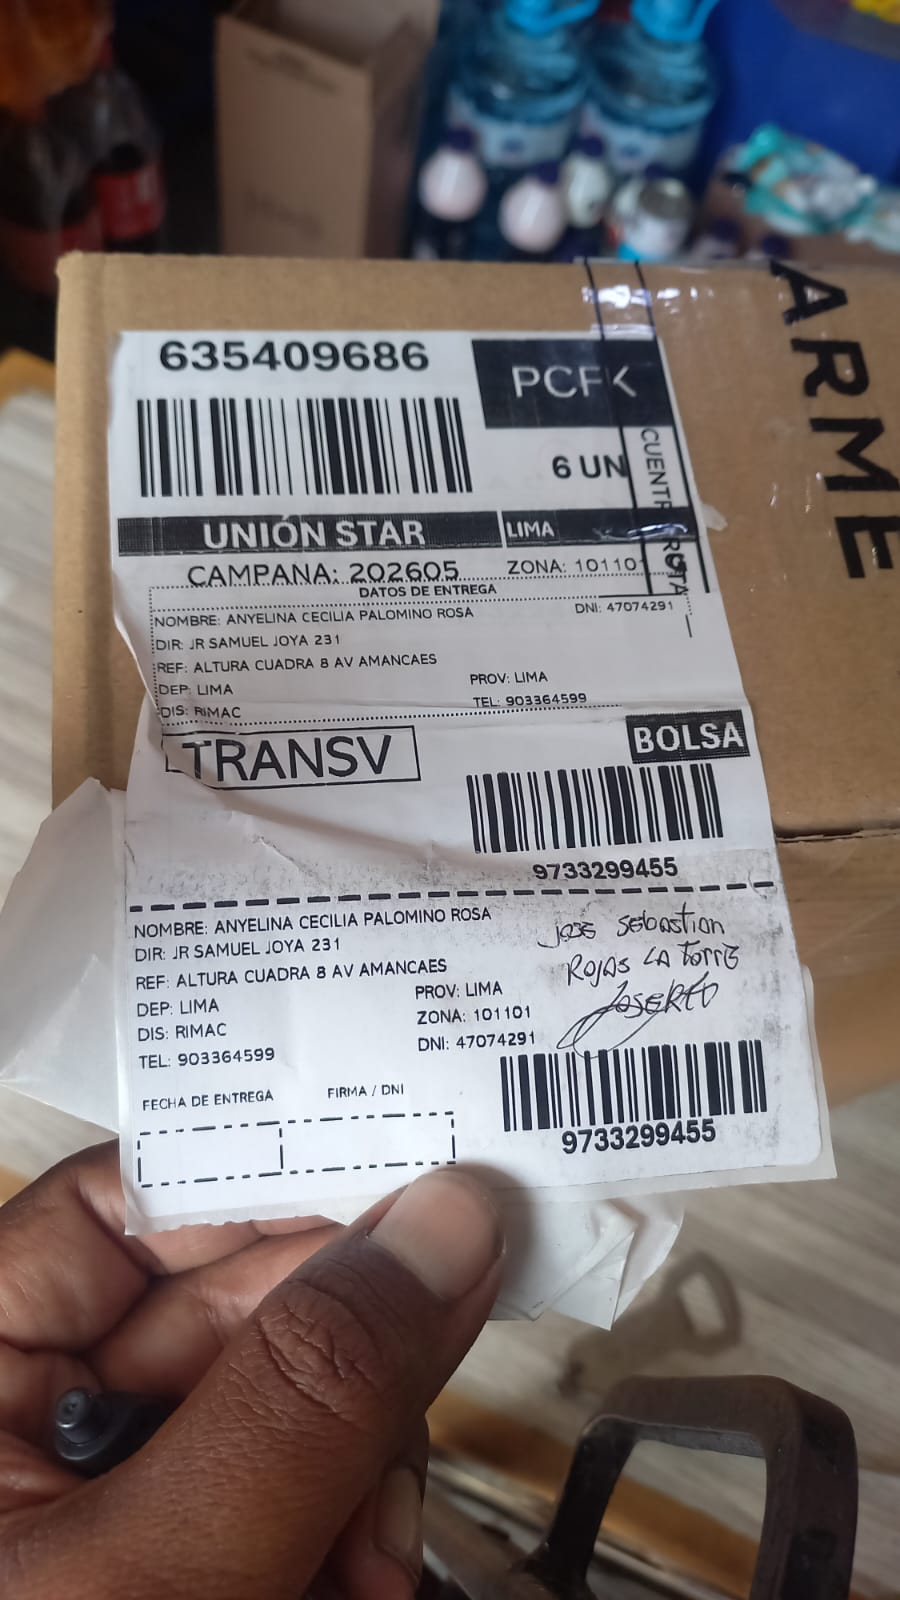 635409686
PCFK
6 UN
UNIÓN STAR
LIMA
CAMPAÑA: 202605
ZONA: 101101
DATOS DE ENTREGA
NOMBRE: ANYELINA CECILIA PALOMINO ROSA
DNI: 47074291
DIR: JR SAMUEL JOYA 231
REF: ALTURA CUADRA 8 AV AMANCAES
DEP: LIMA
PROV: LIMA
DIS: RIMAC
TEL: 903364599
TRANSV
BOLSA
9733299455
NOMBRE: ANYELINA CECILIA PALOMINO ROSA
DIR: JR SAMUEL JOYA 231
REF: ALTURA CUADRA 8 AV AMANCAES
DEP: LIMA
PROV: LIMA
DIS: RIMAC
ZONA: 101101
TEL: 903364599
DNI: 47074291
Jose Sebastian
Rojas La Torre
FECHA DE ENTREGA
FIRMA / DNI
9733299455
ARME